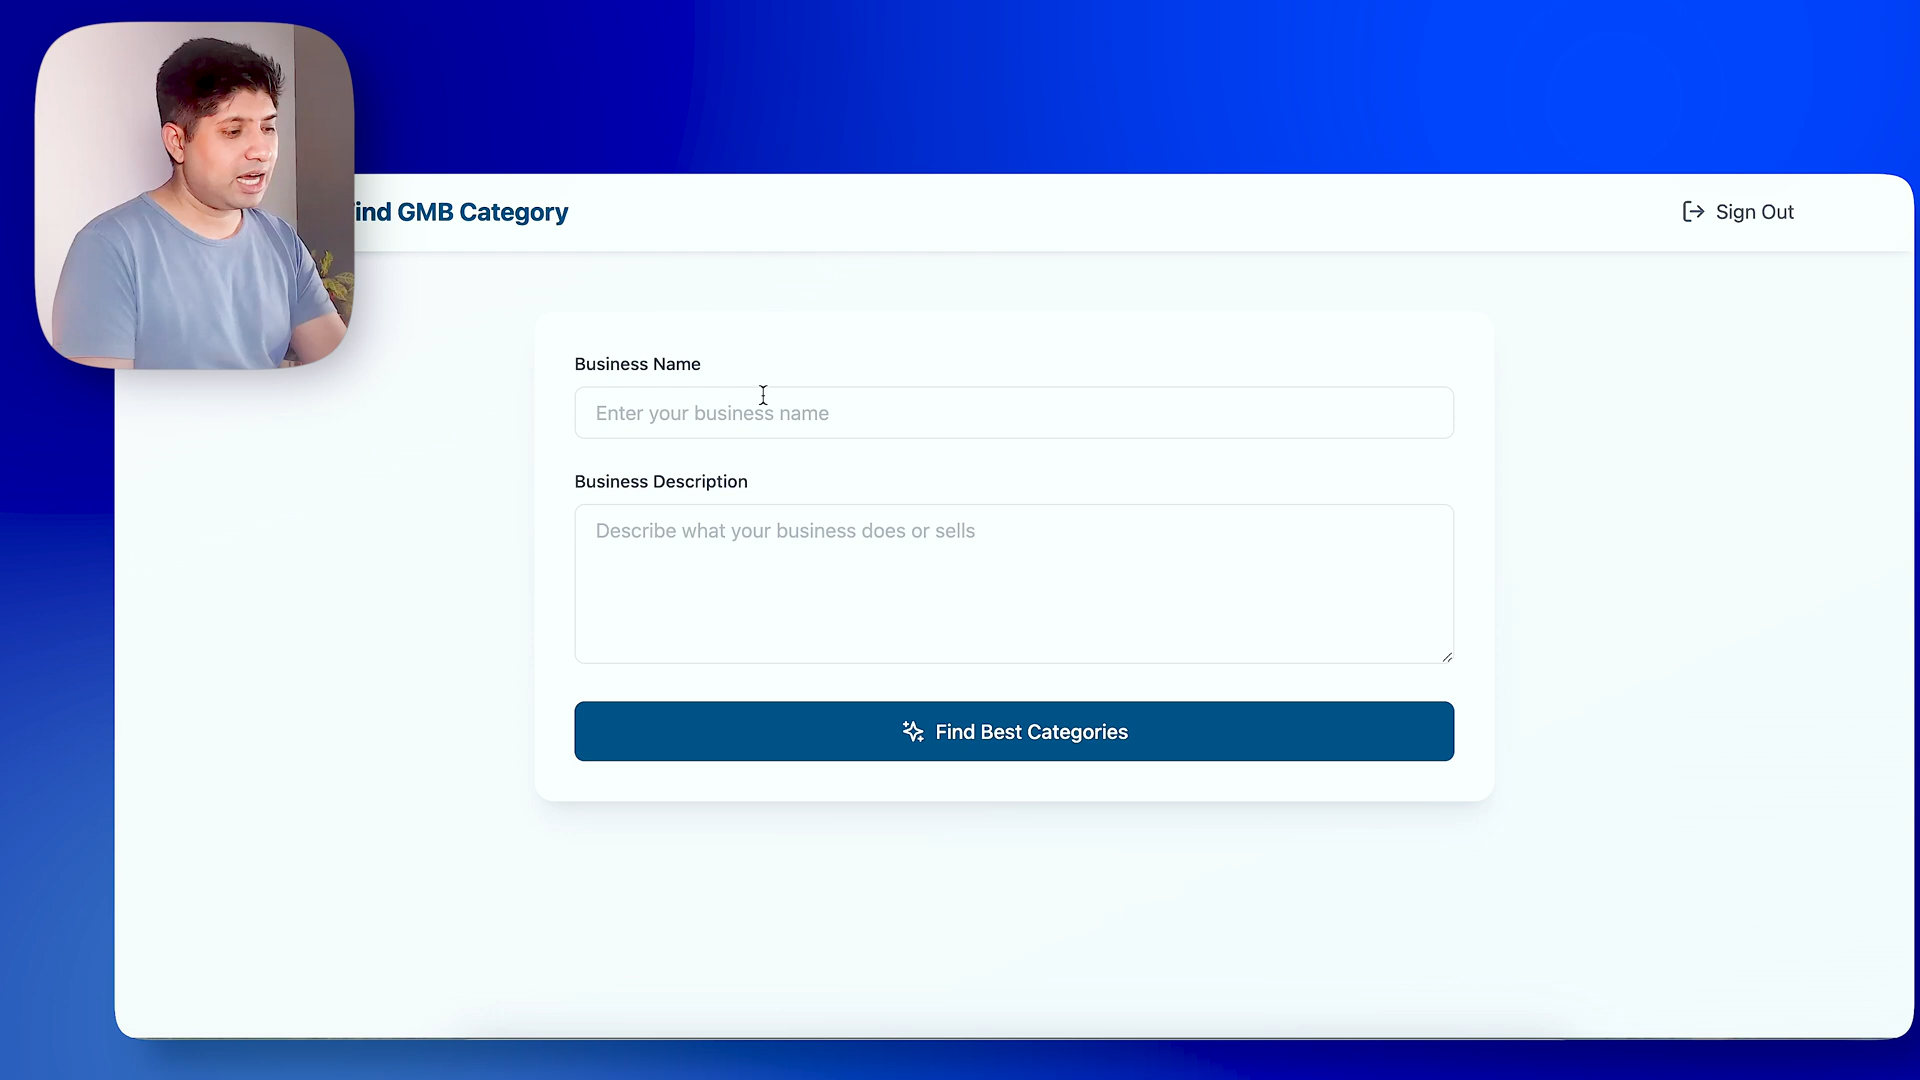 ind GMB Category
Sign Out
Business Name
Enter your business name
Business Description
Describe what your business does or sells
Find Best Categories